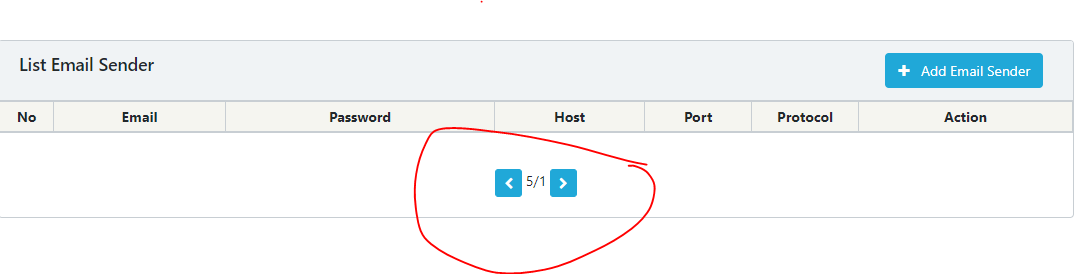 List Email Sender
+ Add Email Sender
No Email Password Host Port Protocol Action
< 5/1 >